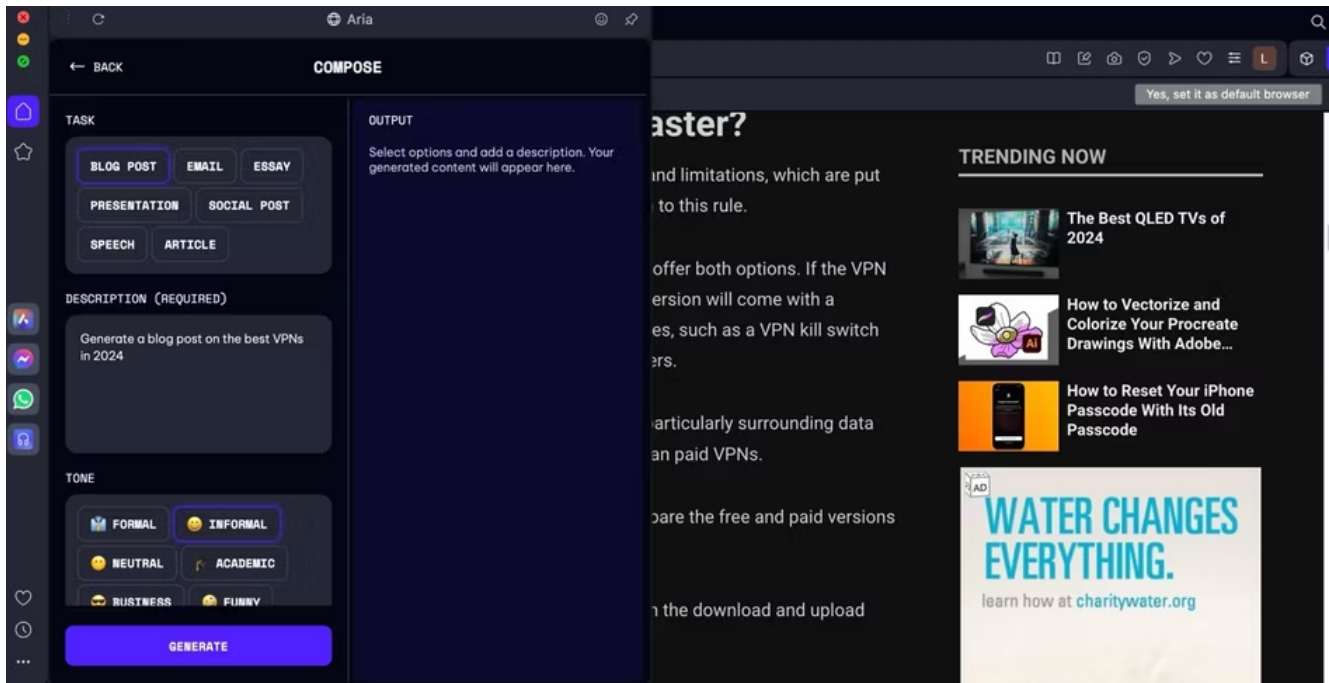 Aria
BACK
COMPOSE
TASK
BLOG POST
EMAIL
ESSAY
PRESENTATION
SOCIAL POST
SPEECH
ARTICLE
DESCRIPTION (REQUIRED)
Generate a blog post on the best VPNs
in 2024
TONE
FORMAL
INFORMAL
NEUTRAL
ACADEMIC
BUSINESS
FUNNY
GENERATE
OUTPUT
Select options and add a description. Your
generated content will appear here.
L
Yes, set it as default browser
aster?
and limitations, which are put
to this rule.
offer both options. If the VPN
ersion will come with a
es, such as a VPN kill switch
ers.
articularly surrounding data
an paid VPNs.
pare the free and paid versions
n the download and upload
TRENDING NOW
The Best QLED TVs of
2024
How to Vectorize and
Colorize Your Procreate
Drawings With Adobe...
Ai
How to Reset Your iPhone
Passcode With Its Old
Passcode
AD
WATER CHANGES
EVERYTHING.
learn how at charitywater.org